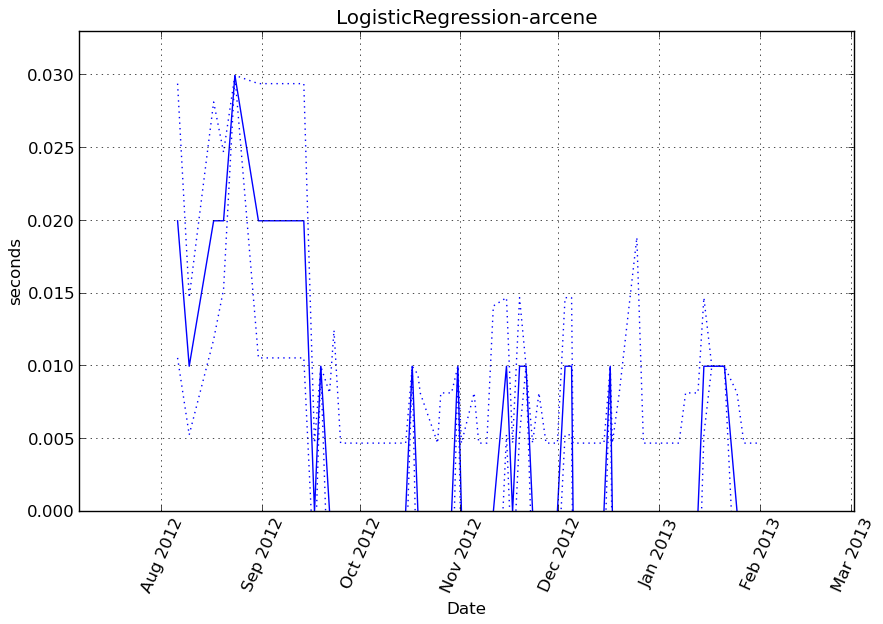 LogisticRegression-arcene
0.030
0.025
0.020
0.015
0.010
0.005
0.000
seconds
Aug 2012
Sep 2012
Oct 2012
Nov 2012
Dec 2012
Jan 2013
Feb 2013
Mar 2013
Date